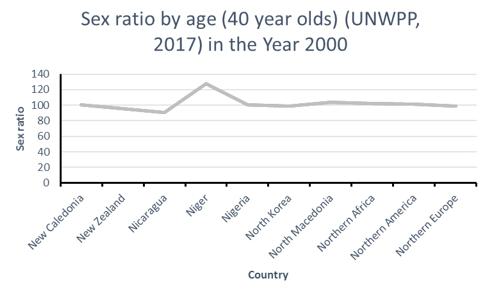 Sex ratio by age (40 year olds) (UNWPP,
2017) in the Year 2000
140
120
100
80
60
40
20
0
Sex ratio
New Caledonia
New Zealand
Nicaragua
Niger
Nigeria
North Korea
North Macedonia
Northern Africa
Northern America
Northern Europe
Country